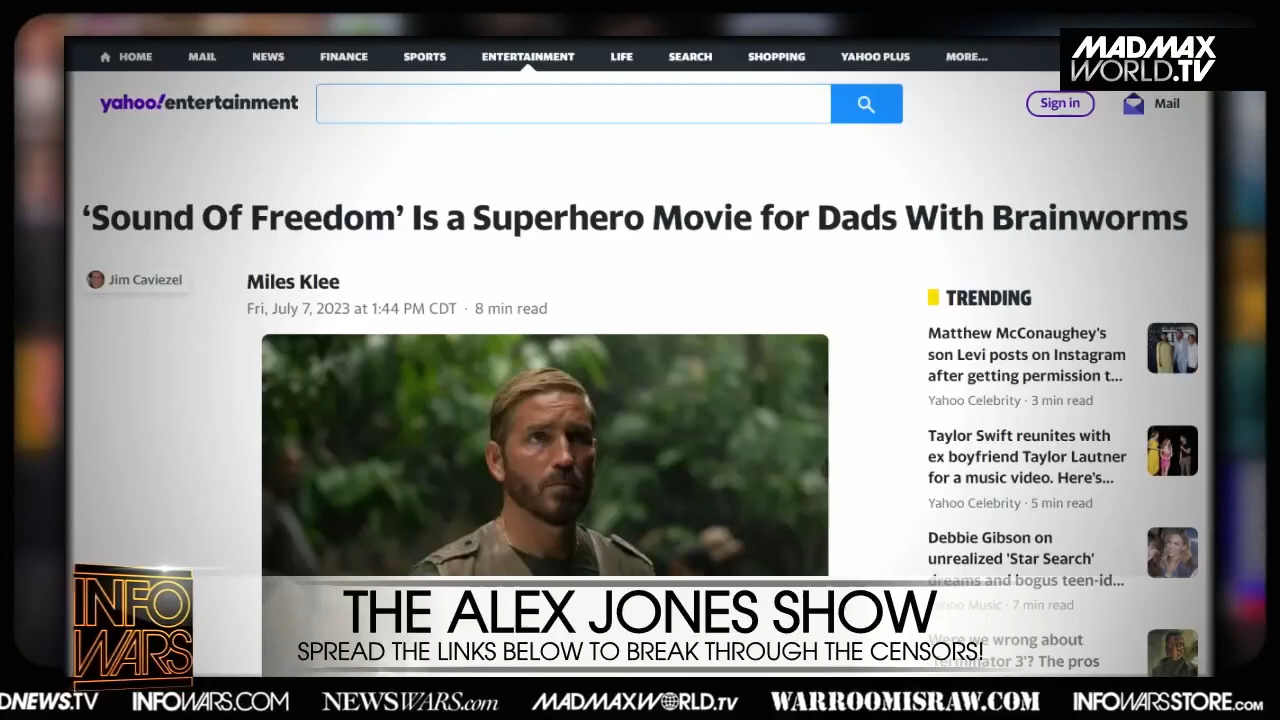 HOME MAIL NEWS FINANCE SPORTS ENTERTAINMENT LIFE SEARCH SHOPPING YAHOO PLUS MORE...
MADMAX
WORLD.TV
yahoo!entertainment
Sign in
Mail
‘Sound Of Freedom’ Is a Superhero Movie for Dads With Brainworms
Jim Caviezel
Miles Klee
Fri, July 7, 2023 at 1:44 PM CDT · 8 min read
TRENDING
Matthew McConaughey's
son Levi posts on Instagram
after getting permission t...
Yahoo Celebrity · 3 min read
Taylor Swift reunites with
ex boyfriend Taylor Lautner
for a music video. Here's...
Yahoo Celebrity · 5 min read
Debbie Gibson on
unrealized 'Star Search'
dreams and bogus teen-id...
Yahoo Music · 7 min read
Were we wrong about
Terminator 3'? The pros
INFO
WARS
THE ALEX JONES SHOW
SPREAD THE LINKS BELOW TO BREAK THROUGH THE CENSORS!
DNEWS.TV INFOWARS.COM NEWSWARS.com MADMAXWORLD.TV WARROOMISRAW.COM INFOWARSSTORE.com